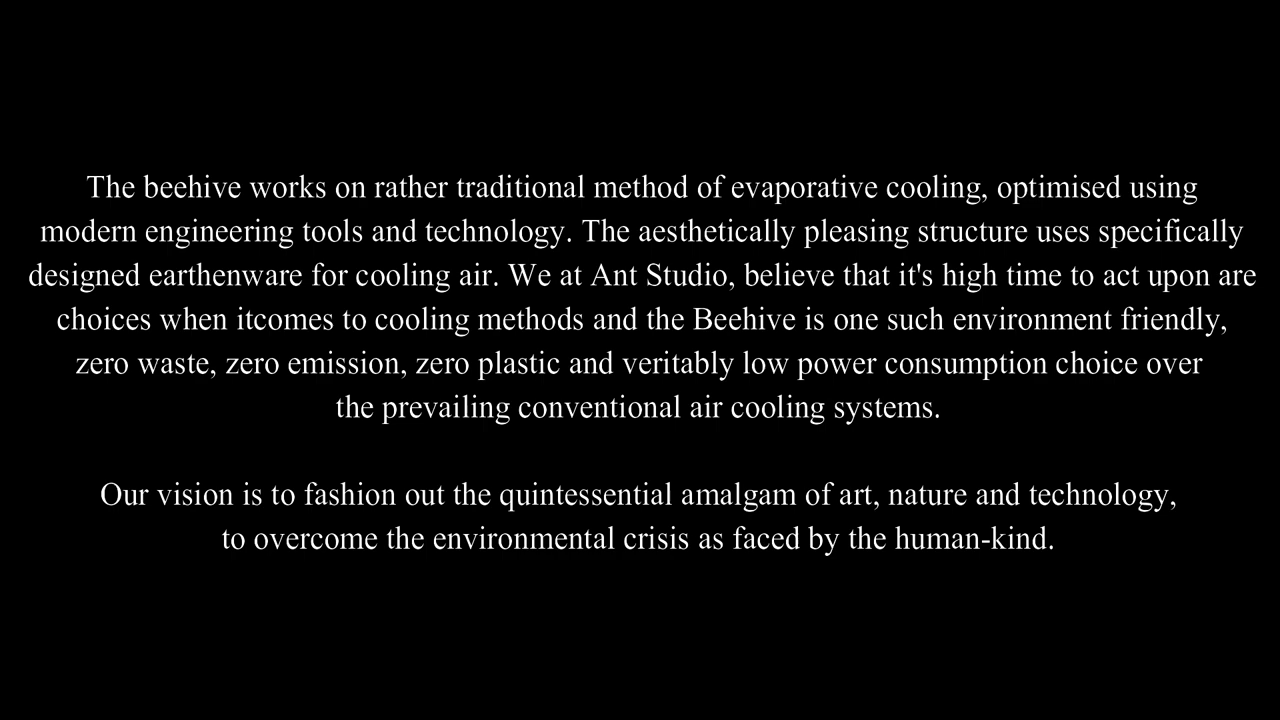 The beehive works on rather traditional method of evaporative cooling, optimised using
modern engineering tools and technology. The aesthetically pleasing structure uses specifically
designed earthenware for cooling air. We at Ant Studio, believe that it's high time to act upon are
choices when itcomes to cooling methods and the Beehive is one such environment friendly,
zero waste, zero emission, zero plastic and veritably low power consumption choice over
the prevailing conventional air cooling systems.
Our vision is to fashion out the quintessential amalgam of art, nature and technology,
to overcome the environmental crisis as faced by the human-kind.